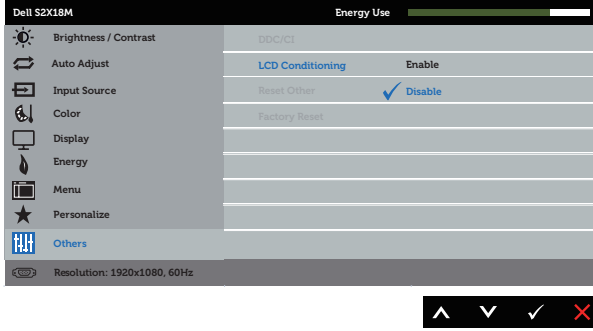 Dell S2X18M Energy Use
Brightness / Contrast DDC/CI
Auto Adjust LCD Conditioning Enable
Input Source Reset Other Disable
Color Factory Reset
Display
Energy
Menu
Personalize
Others
Resolution: 1920x1080, 60Hz